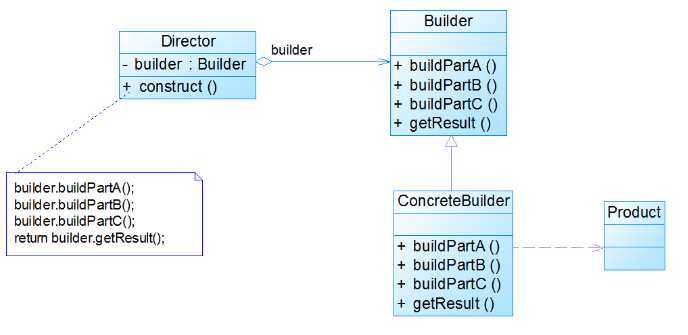 Director
- builder : Builder
+ construct ()
builder
Builder
+ buildPartA ()
+ buildPartB ()
+ buildPartC ()
+ getResult ()
builder.buildPartA();
builder.buildPartB();
builder.buildPartC();
return builder.getResult();
ConcreteBuilder
+ buildPartA ()
+ buildPartB ()
+ buildPartC ()
+ getResult ()
Product